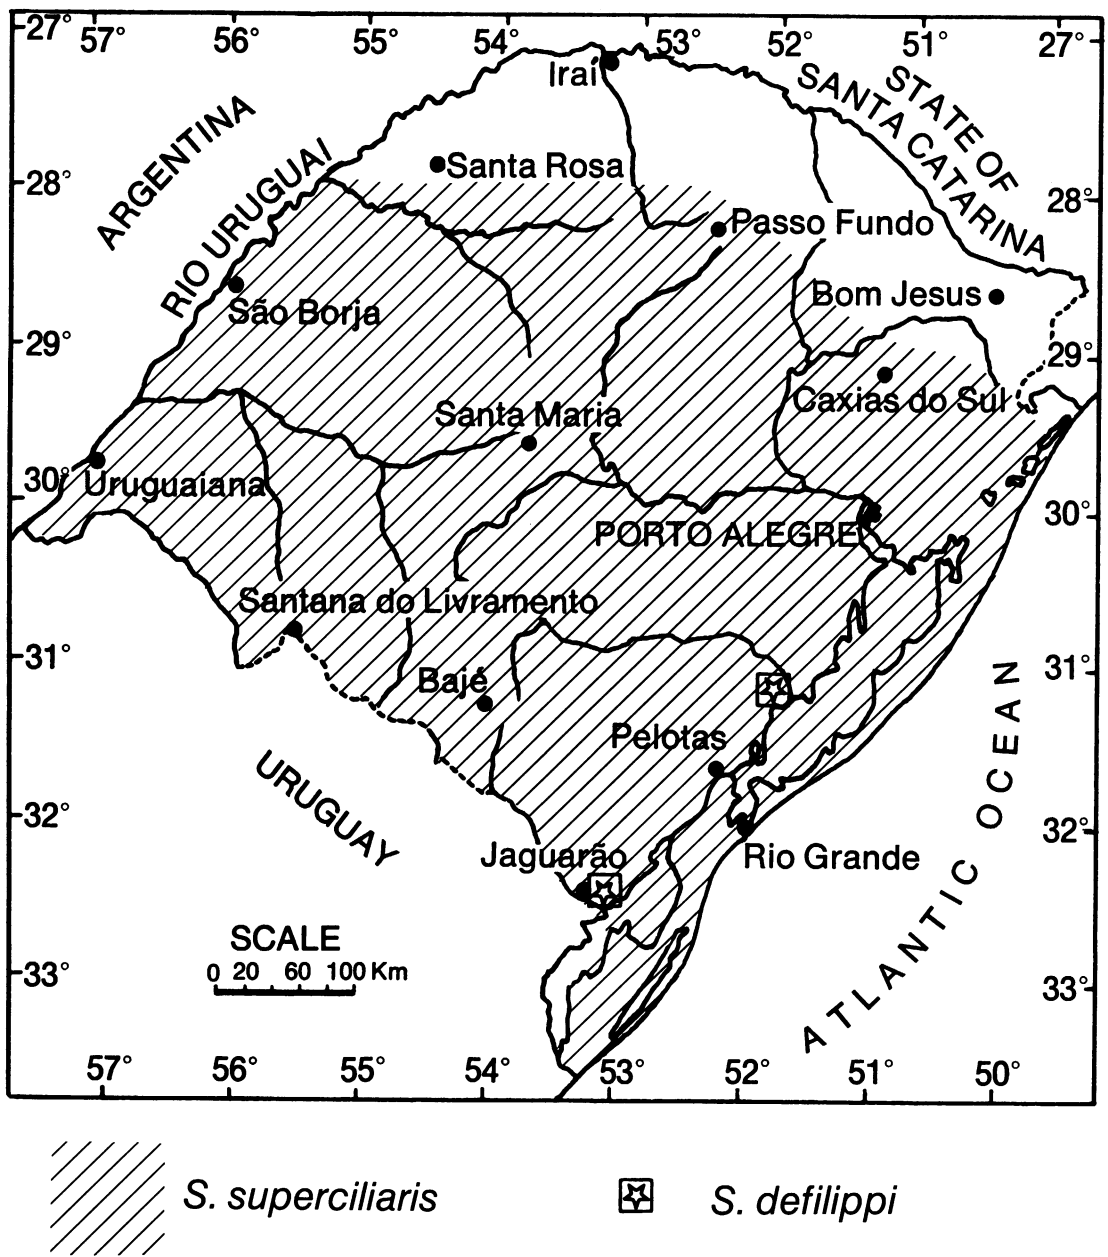 27°
57°
56°
55°
54°
53°
52°
51°
27°
Iraí
STATE OF
SANTA CATARINA
ARGENTINA
RIO URUGUAI
Santa Rosa
28°
28°
Passo Fundo
São Borja
Bom Jesus
29°
29°
Santa Maria
Caxias do Sul
30°
Uruguaiana
30°
PORTO ALEGRE
Santana do Livramento
31°
31°
Bajé
Pelotas
ATLANTIC OCEAN
URUGUAY
32°
32°
Jaguarão
Rio Grande
SCALE
0 20 60 100 Km
33°
33°
57°
56°
55°
54°
53°
52°
51°
50°
S. superciliaris
S. defilippi